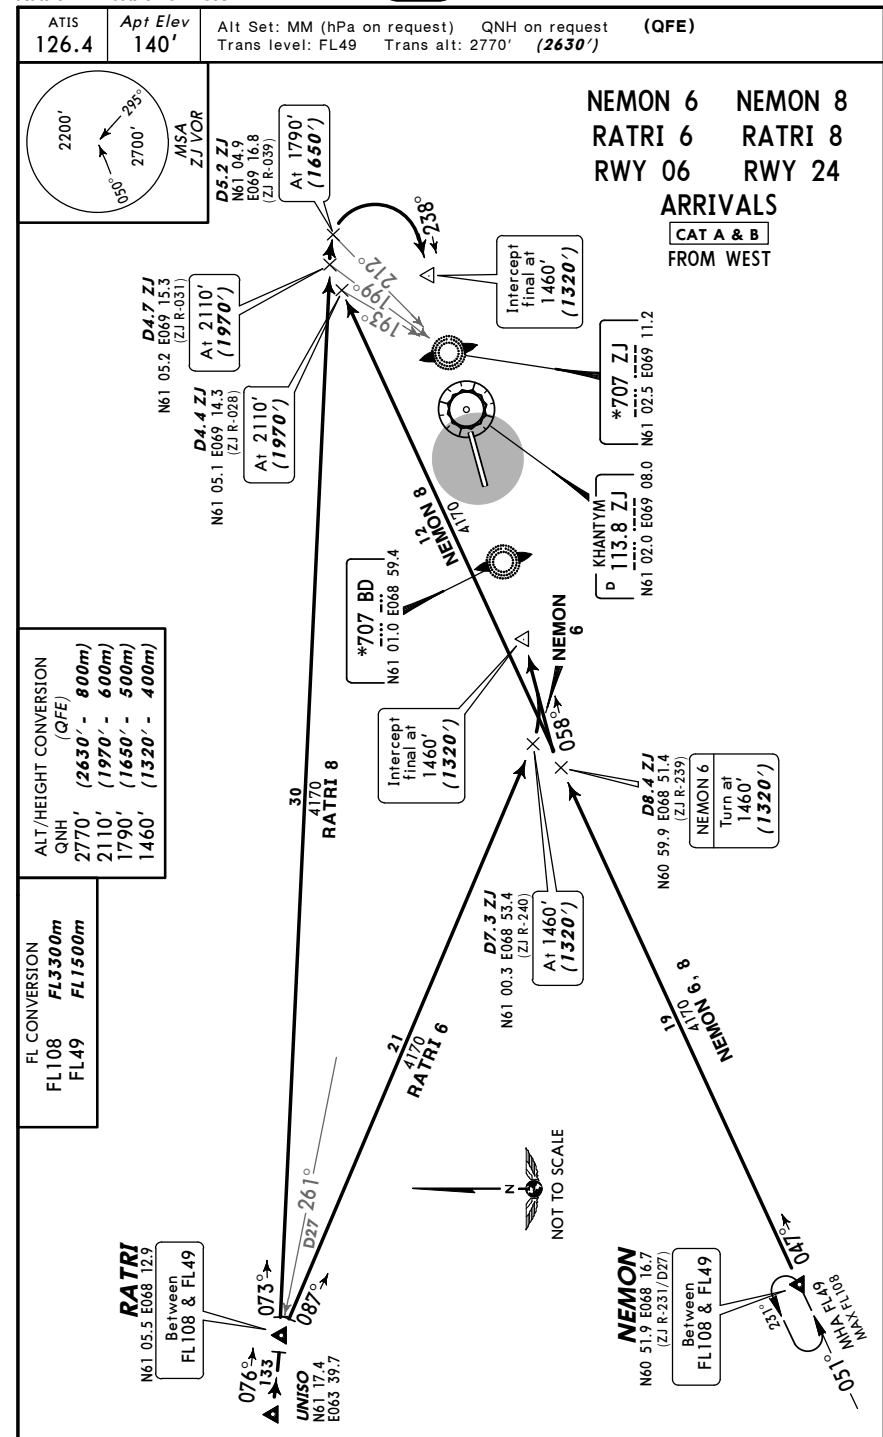 ATIS
126.4
Apt Elev
140'
Alt Set: MM (hPa on request) QNH on request (QFE)
Trans level: FL49 Trans alt: 2770' (2630')
NEMON 6 NEMON 8
RATRI 6 RATRI 8
RWY 06 RWY 24
ARRIVALS
CAT A & B
FROM WEST
2200'
2700'
295°
050°
MSA
ZJ VOR
D5.2 ZJ
N61 04.9
E069 16.8
(ZJ R-039)
At 1790'
(1650')
D4.7 ZJ
N61 05.2 E069 15.3
(ZJ R-031)
At 2110'
(1970')
D4.4 ZJ
N61 05.1 E069 14.3
(ZJ R-028)
At 2110'
(1970')
238°
212°
199°
193°
Intercept
final at
1460'
(1320')
*707 ZJ
N61 02.5 E069 11.2
KHANTYM
D 113.8 ZJ
N61 02.0 E069 08.0
12
NEMON 8
4170
*707 BD
N61 01.0 E068 59.4
NEMON
6
Intercept
final at
1460'
(1320')
058°
D8.4 ZJ
N60 59.9 E068 51.4
(ZJ R-239)
NEMON 6
Turn at
1460'
(1320')
D7.3 ZJ
N61 00.3 E068 53.4
(ZJ R-240)
At 1460'
(1320')
30
4170
RATRI 8
21
4170
RATRI 6
19
4170
NEMON 6, 8
ALT/HEIGHT CONVERSION
QNH (QFE)
2770' (2630' - 800m)
2110' (1970' - 600m)
1790' (1650' - 500m)
1460' (1320' - 400m)
FL CONVERSION
FL108 FL3300m
FL49 FL1500m
N
NOT TO SCALE
RATRI
N61 05.5 E068 12.9
Between
FL108 & FL49
073°
087°
D27 261°
076°
133
UNISO
N61 17.4
E063 39.7
NEMON
N60 51.9 E068 16.7
(ZJ R-231/D27)
Between
FL108 & FL49
047°
231°
051°
MHA FL49
MAX FL108